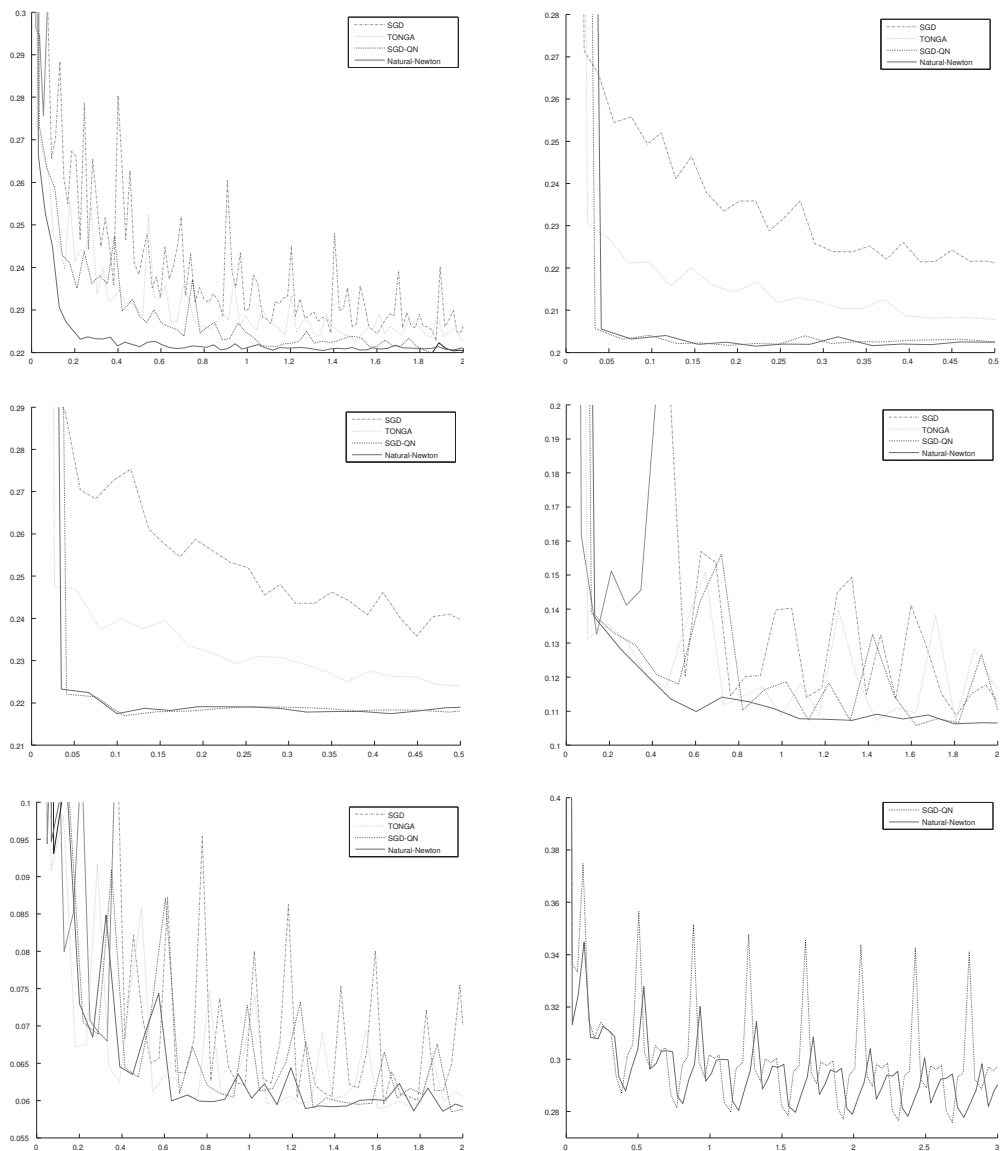 0.3
0.29
0.28
0.27
0.26
0.25
0.24
0.23
0.22
0 0.2 0.4 0.6 0.8 1 1.2 1.4 1.6 1.8 2
SGD
TONGA
SGD-QN
Natural-Newton
0.28
0.27
0.26
0.25
0.24
0.23
0.22
0.21
0.2
0 0.05 0.1 0.15 0.2 0.25 0.3 0.35 0.4 0.45 0.5
SGD
TONGA
SGD-QN
Natural-Newton
0.29
0.28
0.27
0.26
0.25
0.24
0.23
0.22
0.21
0 0.05 0.1 0.15 0.2 0.25 0.3 0.35 0.4 0.45 0.5
SGD
TONGA
SGD-QN
Natural-Newton
0.2
0.19
0.18
0.17
0.16
0.15
0.14
0.13
0.12
0.11
0.1
0 0.2 0.4 0.6 0.8 1 1.2 1.4 1.6 1.8 2
SGD
TONGA
SGD-QN
Natural-Newton
0.1
0.095
0.09
0.085
0.08
0.075
0.07
0.065
0.06
0.055
0 0.2 0.4 0.6 0.8 1 1.2 1.4 1.6 1.8 2
SGD
TONGA
SGD-QN
Natural-Newton
0.4
0.38
0.36
0.34
0.32
0.3
0.28
0 0.5 1 1.5 2 2.5 3
SGD-QN
Natural-Newton